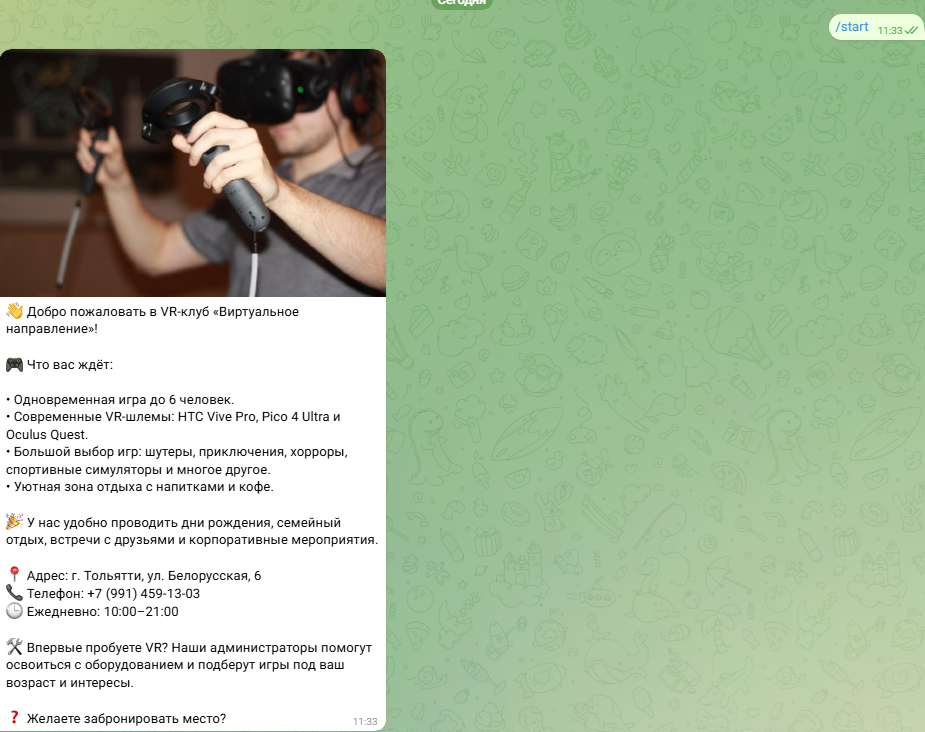 Сегодня
/start 11:33
👋 Добро пожаловать в VR-клуб «Виртуальное
направление»!
🎮 Что вас ждёт:
• Одновременная игра до 6 человек.
• Современные VR-шлемы: HTC Vive Pro, Pico 4 Ultra и
Oculus Quest.
• Большой выбор игр: шутеры, приключения, хорроры,
спортивные симуляторы и многое другое.
• Уютная зона отдыха с напитками и кофе.
🎉 У нас удобно проводить дни рождения, семейный
отдых, встречи с друзьями и корпоративные мероприятия.
📍 Адрес: г. Тольятти, ул. Белорусская, 6
📞 Телефон: +7 (991) 459-13-03
🕒 Ежедневно: 10:00–21:00
🛠 Впервые пробуете VR? Наши администраторы помогут
освоиться с оборудованием и подберут игры под ваш
возраст и интересы.
❓ Желаете забронировать место?
11:33